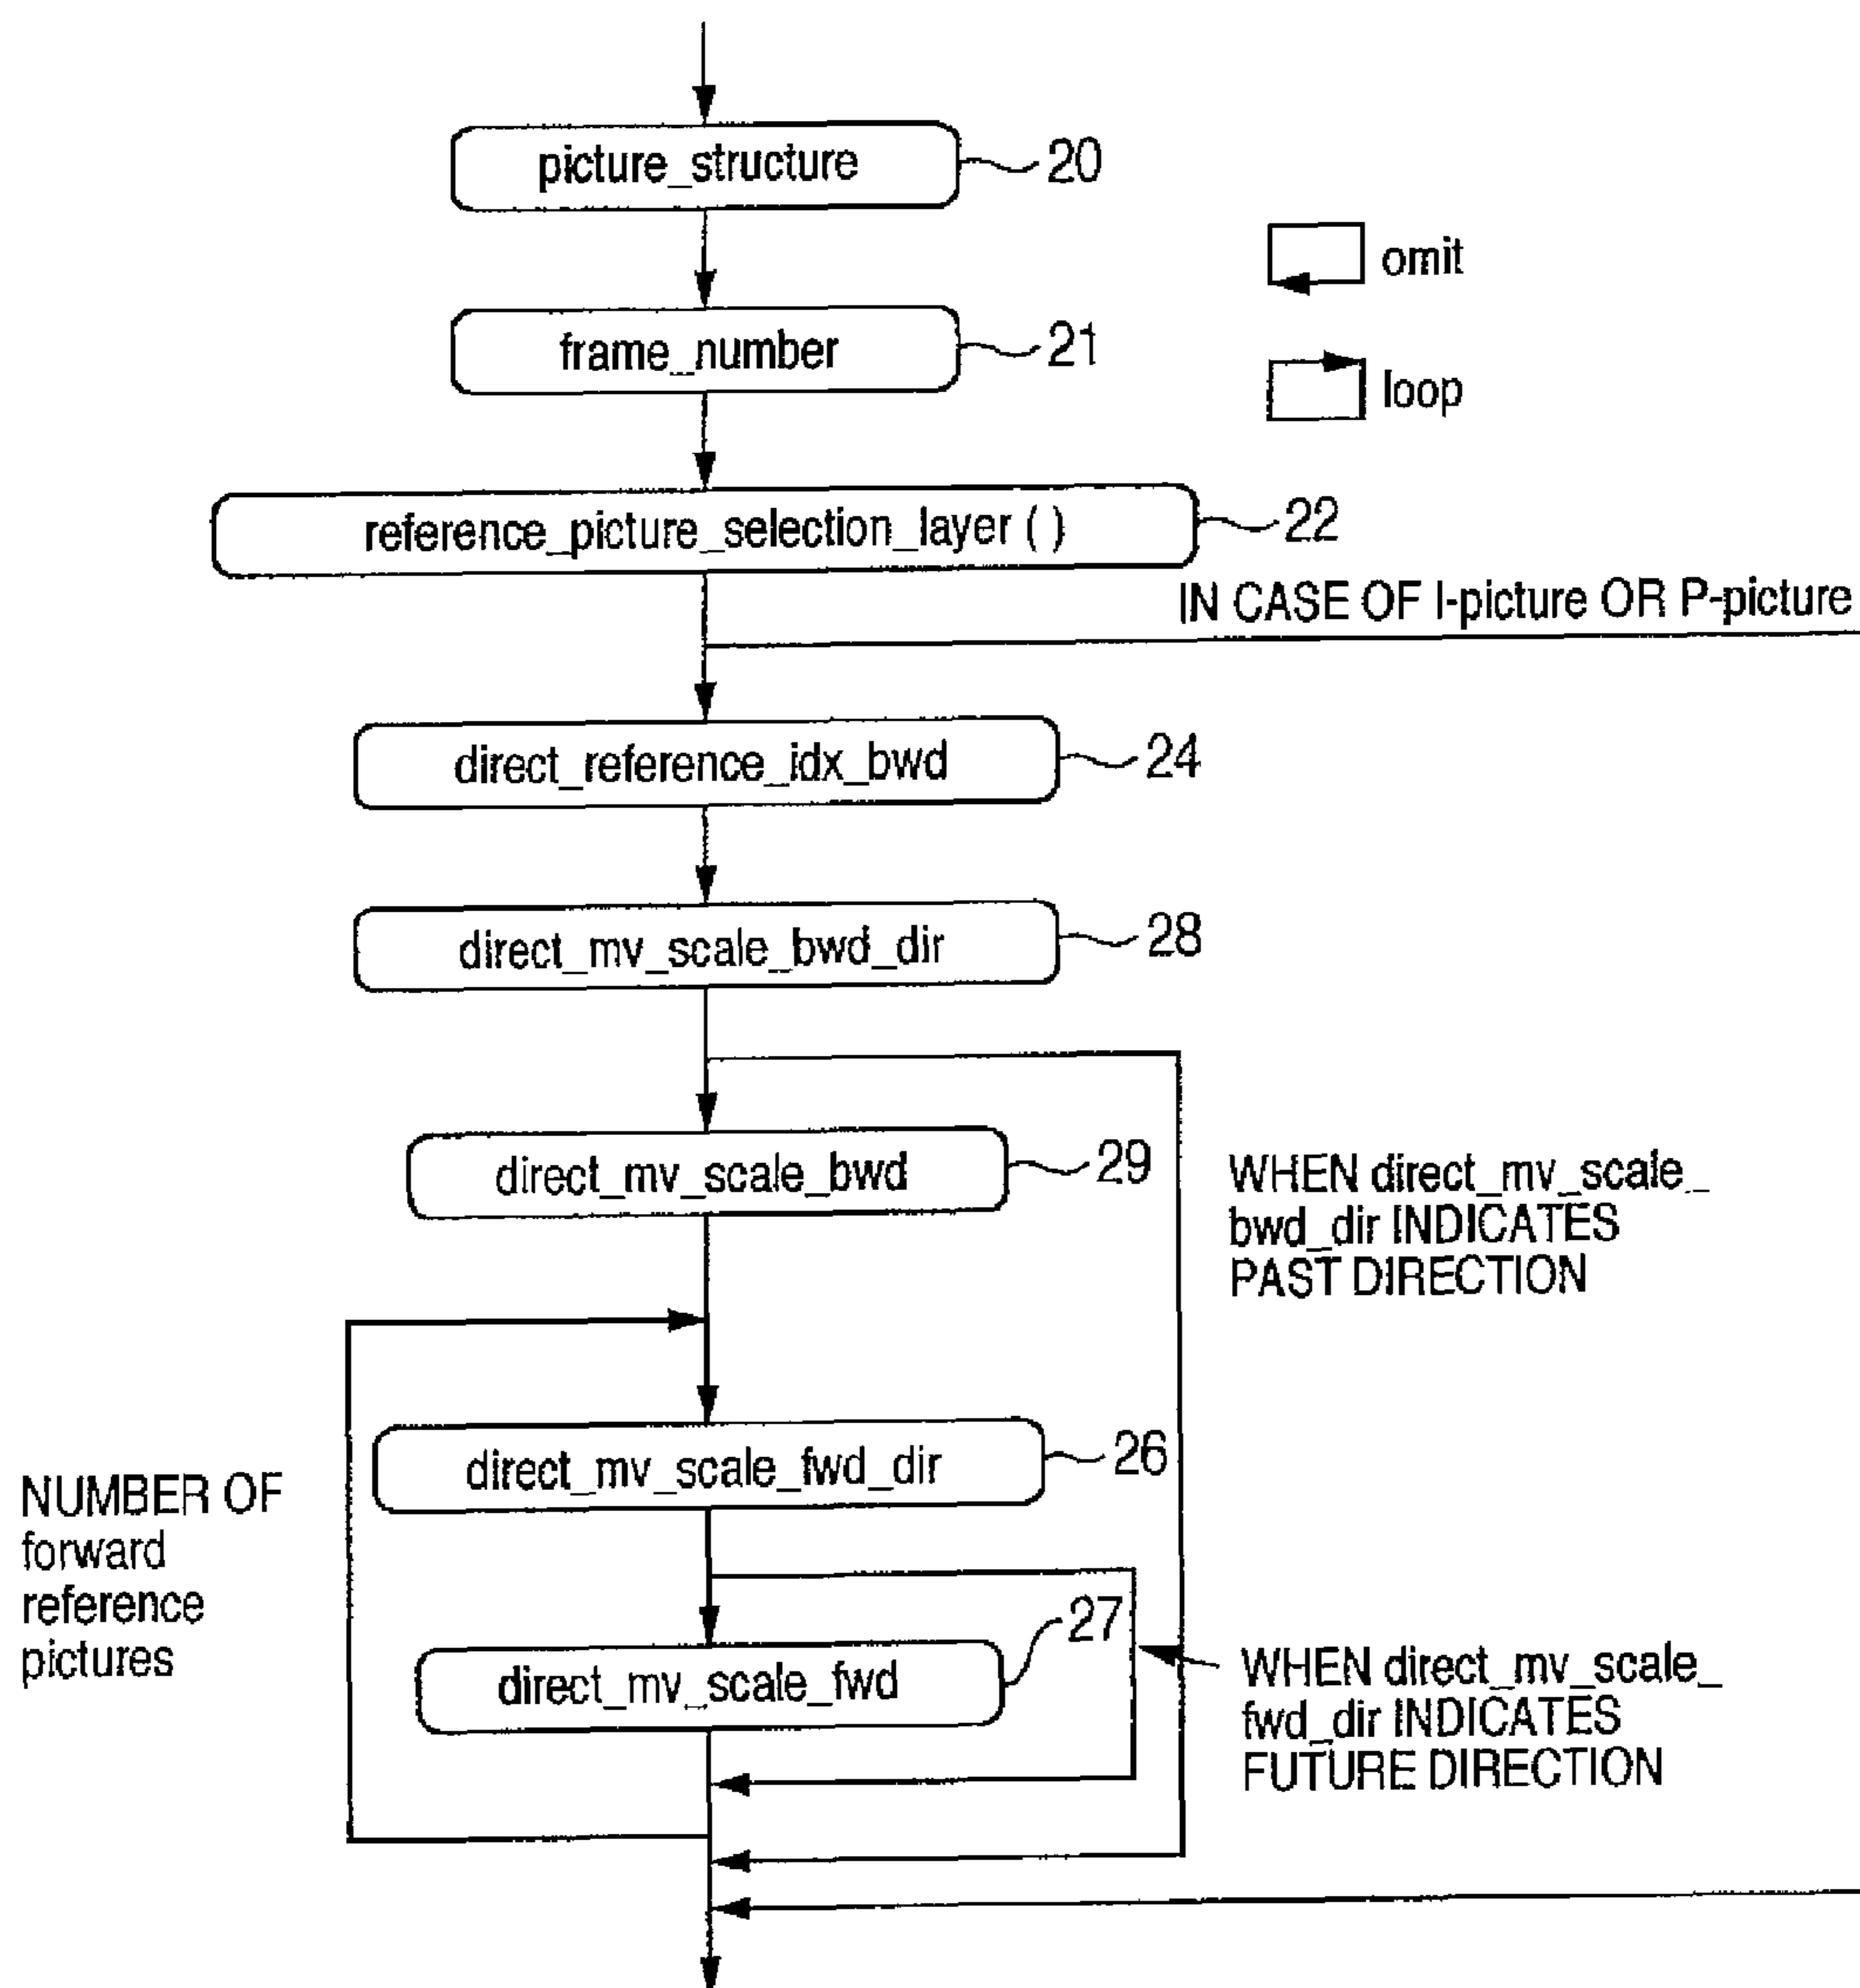 picture_structure
20
omit
frame_number
21
loop
reference_picture_selection_layer ( )
22
IN CASE OF I-picture OR P-picture
direct_reference_idx_bwd
24
direct_mv_scale_bwd_dir
28
direct_mv_scale_bwd
29
WHEN direct_mv_scale_
bwd_dir INDICATES
PAST DIRECTION
direct_mv_scale_fwd_dir
26
NUMBER OF
forward
reference
pictures
direct_mv_scale_fwd
27
WHEN direct_mv_scale_
fwd_dir INDICATES
FUTURE DIRECTION